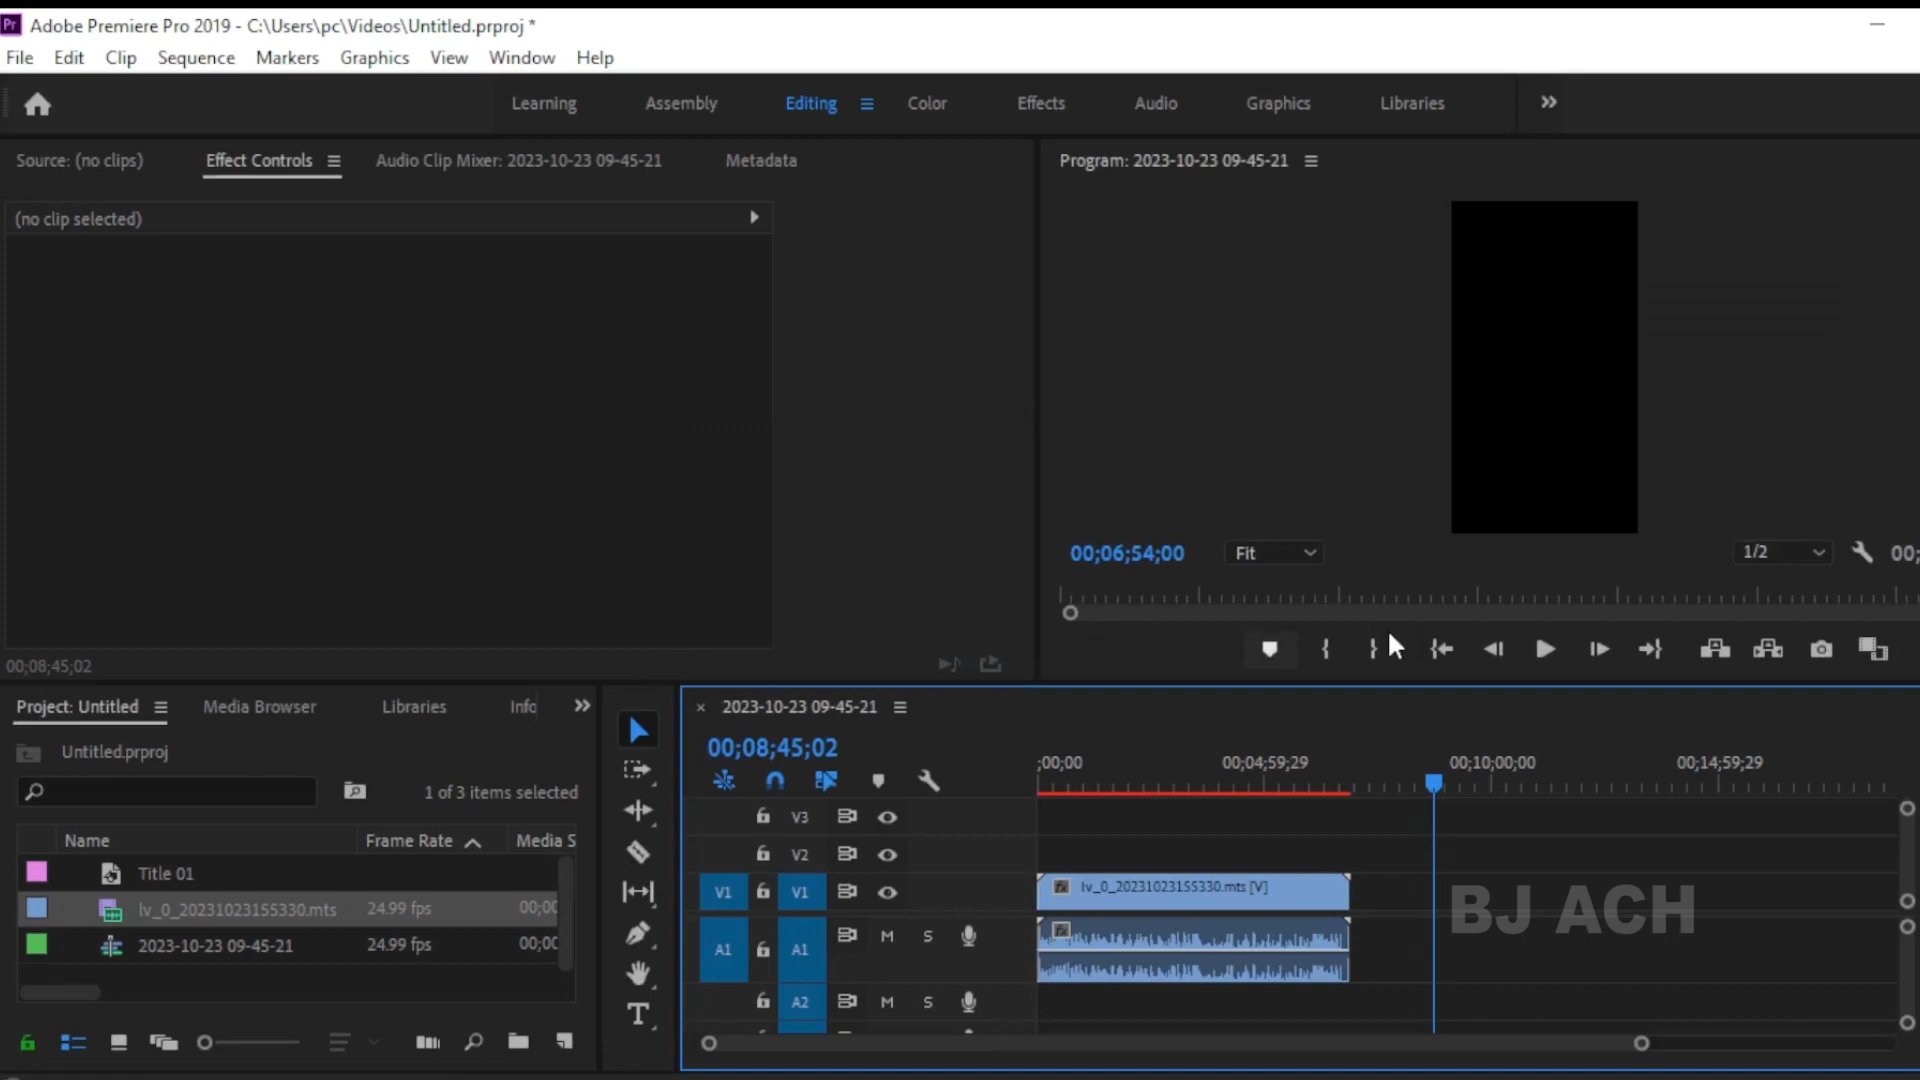 Pr Adobe Premiere Pro 2019 - C:\Users\pc\Videos\Untitled.prproj *
File Edit Clip Sequence Markers Graphics View Window Help
Learning Assembly Editing Color Effects Audio Graphics Libraries
Source: (no clips) Effect Controls Audio Clip Mixer: 2023-10-23 09-45-21 Metadata
Program: 2023-10-23 09-45-21
(no clip selected)
00;06;54;00 Fit 1/2 00;
00;08;45;02
Project: Untitled Media Browser Libraries Info
2023-10-23 09-45-21
Untitled.prproj
00;08;45;02
;00;00 00;04;59;29 00;10;00;00 00;14;59;29
1 of 3 items selected
Name Frame Rate Media S
Title 01
lv_0_20231023155330.mts 24.99 fps 00;00
2023-10-23 09-45-21 24.99 fps 00;00
V3
V2
V1 V1 lv_0_20231023155330.mts [V]
fx
A1 A1 M S
fx
A2 M S
BJ ACH